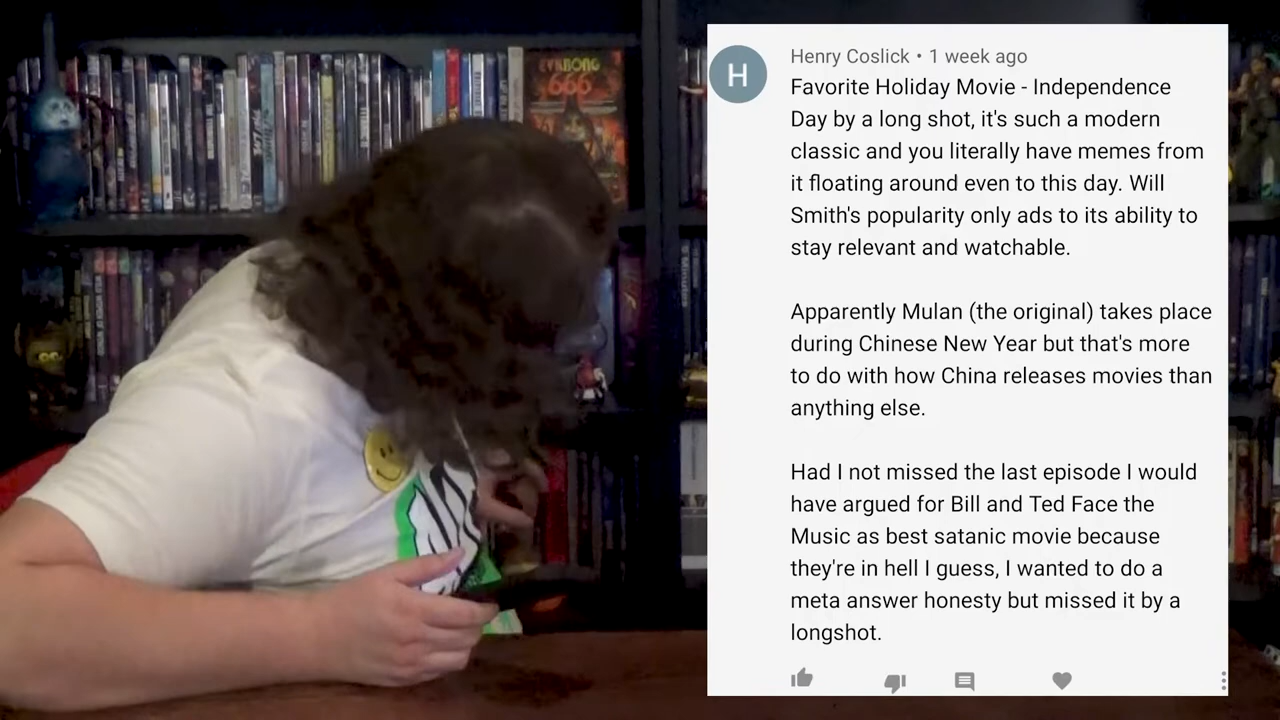 EVILBONG
666
H
Henry Coslick • 1 week ago
Favorite Holiday Movie - Independence
Day by a long shot, it's such a modern
classic and you literally have memes from
it floating around even to this day. Will
Smith's popularity only ads to its ability to
stay relevant and watchable.
Apparently Mulan (the original) takes place
during Chinese New Year but that's more
to do with how China releases movies than
anything else.
Had I not missed the last episode I would
have argued for Bill and Ted Face the
Music as best satanic movie because
they're in hell I guess, I wanted to do a
meta answer honesty but missed it by a
longshot.